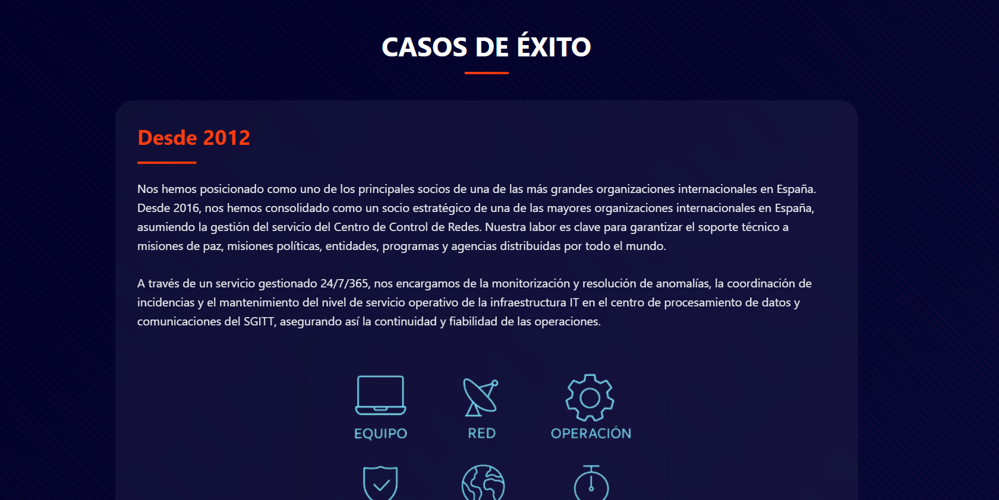 CASOS DE ÉXITO
Desde 2012
Nos hemos posicionado como uno de los principales socios de una de las más grandes organizaciones internacionales en España.
Desde 2016, nos hemos consolidado como un socio estratégico de una de las mayores organizaciones internacionales en España,
asumiendo la gestión del servicio del Centro de Control de Redes. Nuestra labor es clave para garantizar el soporte técnico a
misiones de paz, misiones políticas, entidades, programas y agencias distribuidas por todo el mundo.
A través de un servicio gestionado 24/7/365, nos encargamos de la monitorización y resolución de anomalías, la coordinación de
incidencias y el mantenimiento del nivel de servicio operativo de la infraestructura IT en el centro de procesamiento de datos y
comunicaciones del SGITT, asegurando así la continuidad y fiabilidad de las operaciones.
EQUIPO
RED
OPERACIÓN